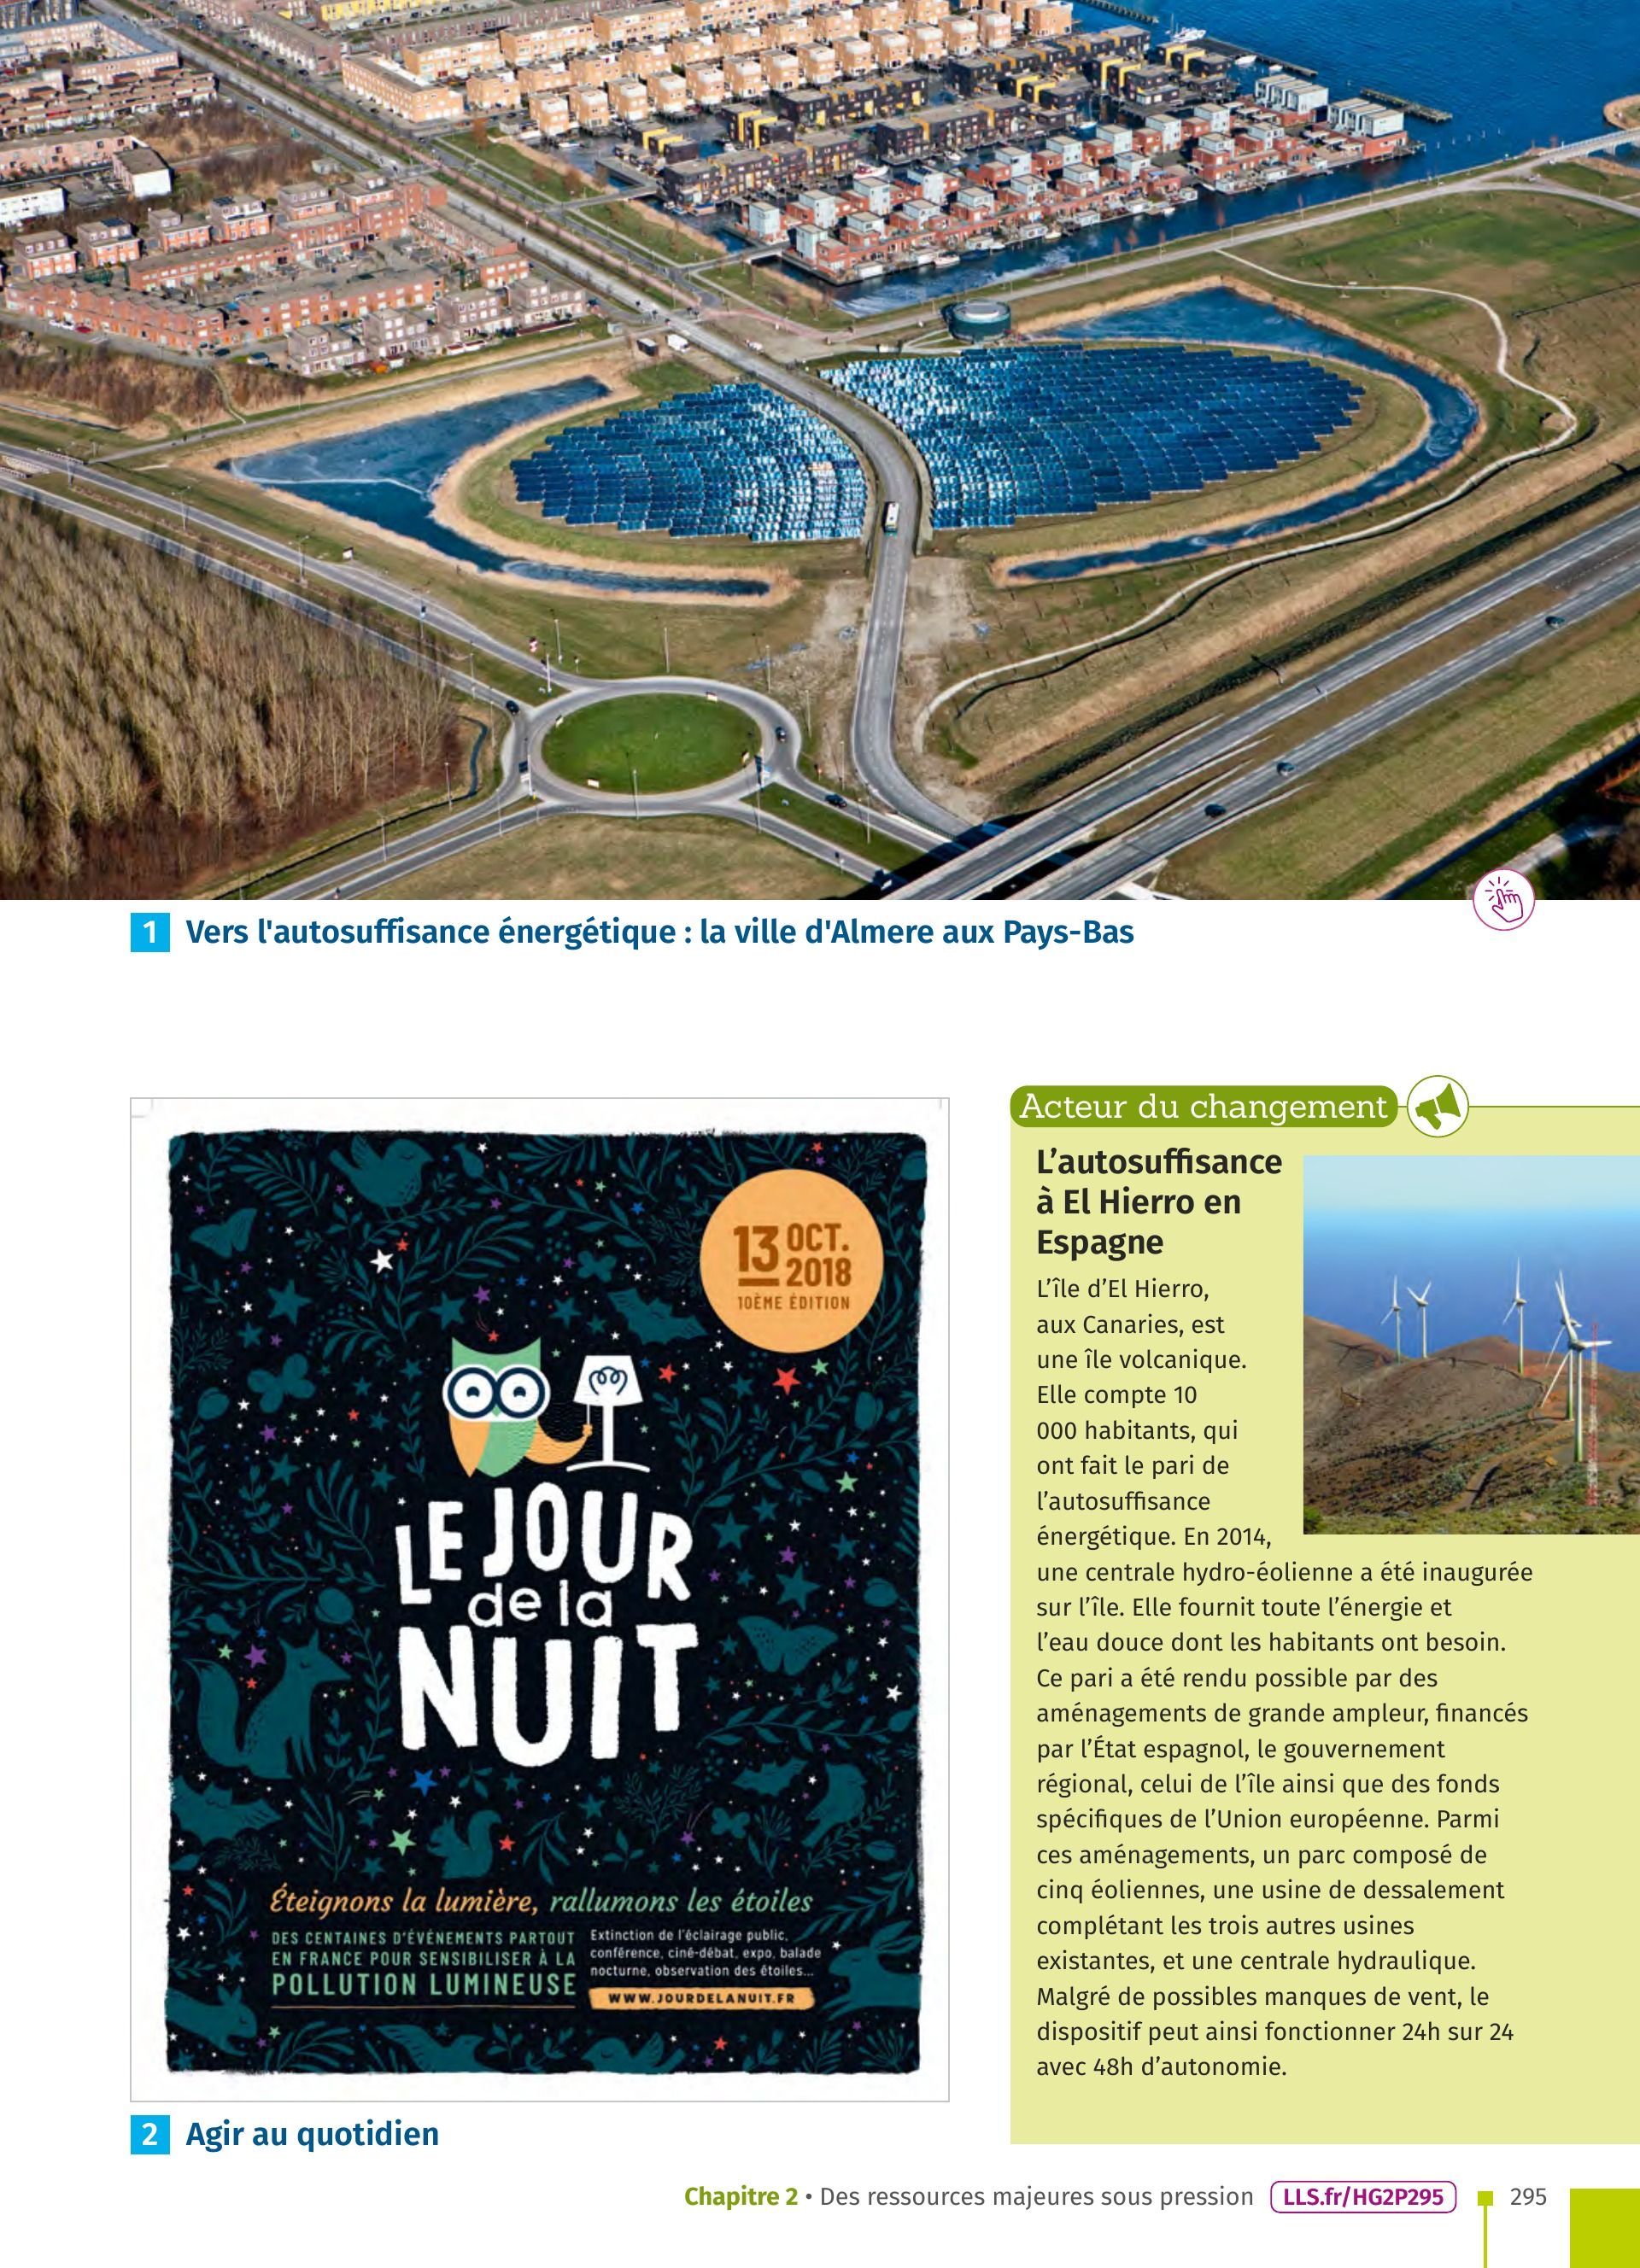 1 Vers l'autosuffisance énergétique : la ville d'Almere aux Pays-Bas
13 OCT.
2018
10ÈME ÉDITION
LE JOUR
de la
NUIT
Éteignons la lumière, rallumons les étoiles
DES CENTAINES D'ÉVÉNEMENTS PARTOUT
EN FRANCE POUR SENSIBILISER À LA
POLLUTION LUMINEUSE
Extinction de l'éclairage public,
conférence, ciné-débat, expo, balade
nocturne, observation des étoiles...
WWW.JOURDELANUIT.FR
2 Agir au quotidien
Acteur du changement
L’autosuffisance
à El Hierro en
Espagne
L’île d’El Hierro,
aux Canaries, est
une île volcanique.
Elle compte 10
000 habitants, qui
ont fait le pari de
l’autosuffisance
énergétique. En 2014,
une centrale hydro-éolienne a été inaugurée
sur l’île. Elle fournit toute l’énergie et
l’eau douce dont les habitants ont besoin.
Ce pari a été rendu possible par des
aménagements de grande ampleur, financés
par l’État espagnol, le gouvernement
régional, celui de l’île ainsi que des fonds
spécifiques de l’Union européenne. Parmi
ces aménagements, un parc composé de
cinq éoliennes, une usine de dessalement
complétant les trois autres usines
existantes, et une centrale hydraulique.
Malgré de possibles manques de vent, le
dispositif peut ainsi fonctionner 24h sur 24
avec 48h d’autonomie.
Chapitre 2 • Des ressources majeures sous pression LLS.fr/HG2P295 295